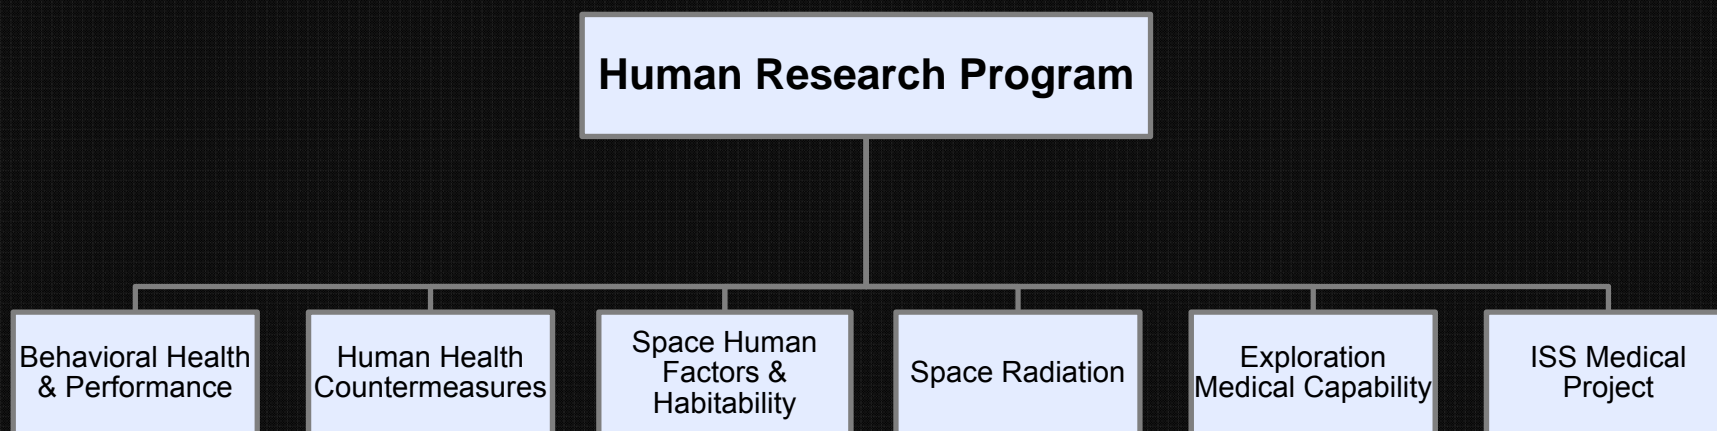 Human Research Program
Behavioral Health
& Performance
Human Health
Countermeasures
Space Human
Factors &
Habitability
Space Radiation
Exploration
Medical Capability
ISS Medical
Project